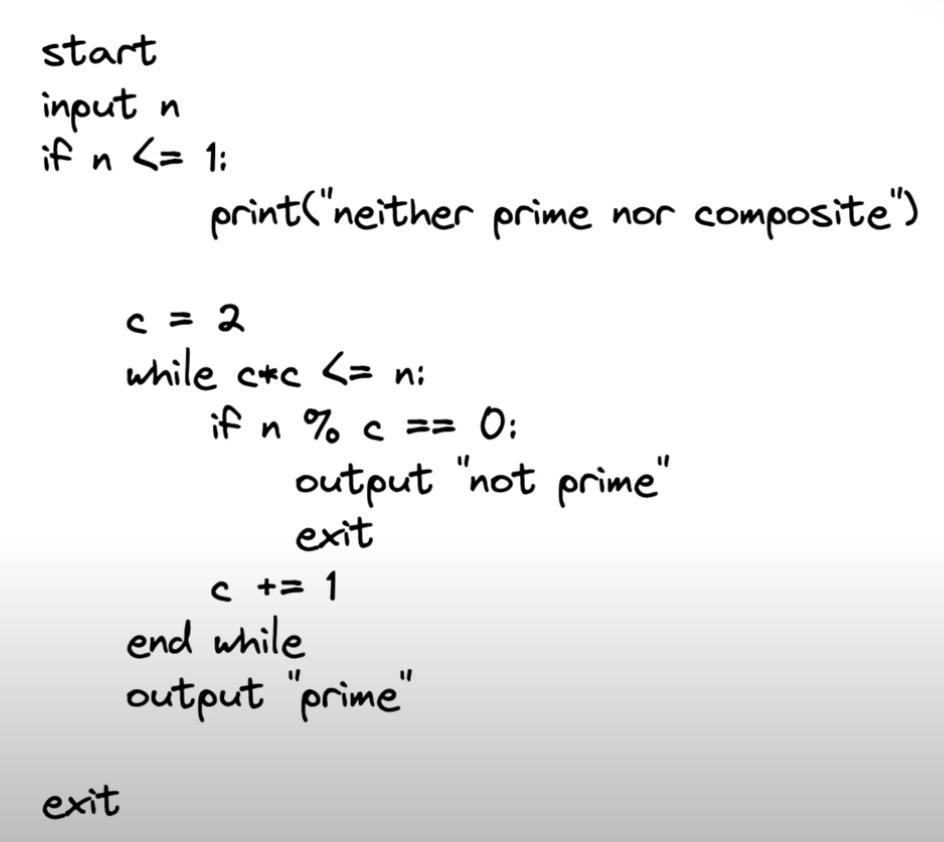 start
input n
if n <= 1:
print("neither prime nor composite")
c = 2
while c*c <= n:
if n % c == 0:
output "not prime"
exit
c += 1
end while
output "prime"
exit